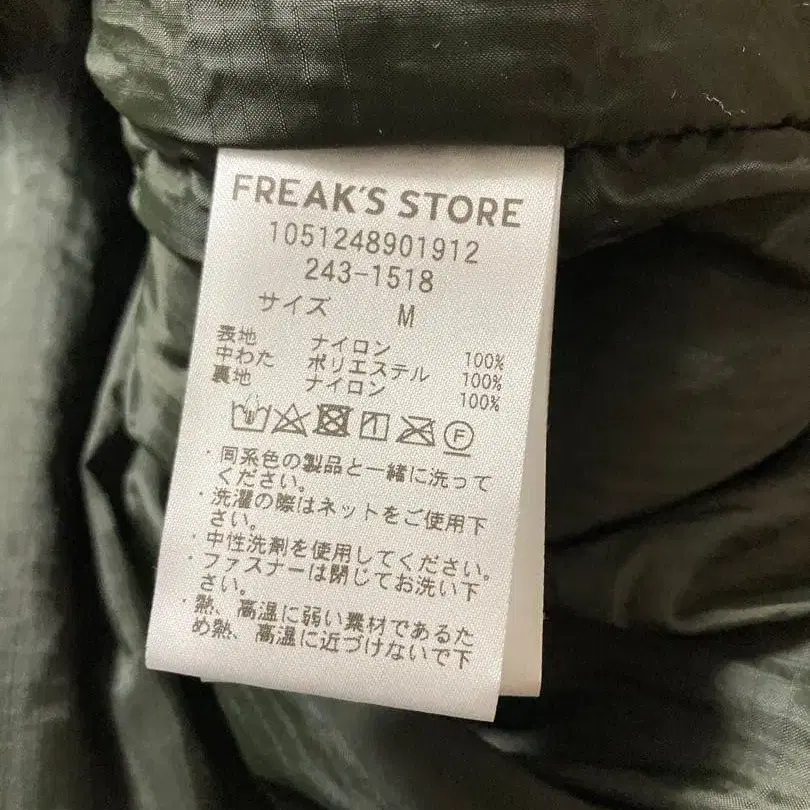 FREAK'S STORE
1051248901912
243-1518
サイズ M
表地 ナイロン 100%
中わた ポリエステル 100%
裏地 ナイロン 100%
・同系色の製品と一緒に洗って
ください。
・洗濯の際はネットをご使用下
さい。
・中性洗剤を使用してください。
・ファスナーは閉じてお洗い下
さい。
・熱、高温に弱い素材であるた
め熱、高温に近づけないで下